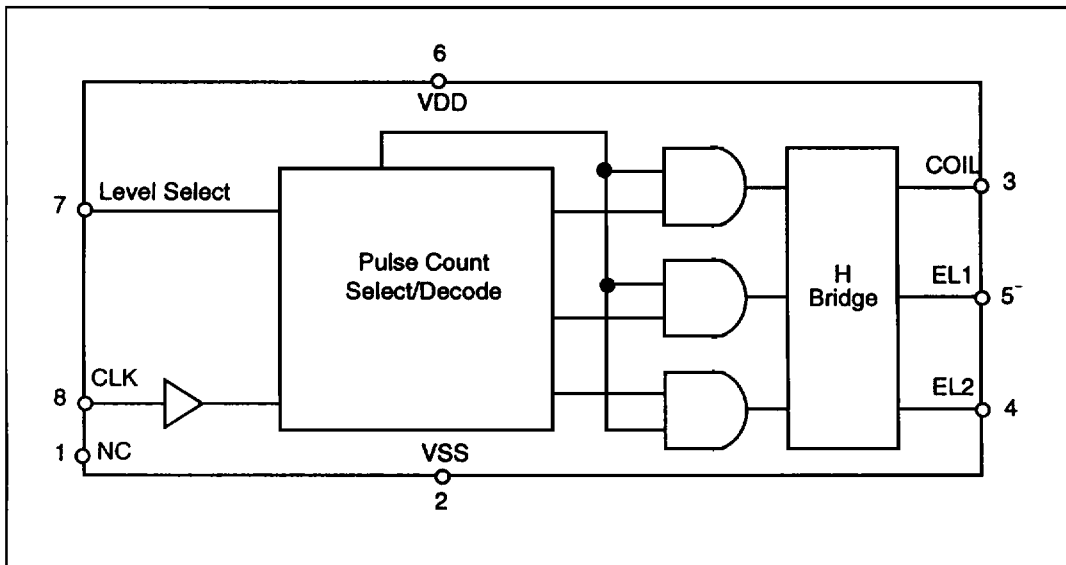 6
VDD
7
Level Select
Pulse Count
Select/Decode
8
CLK
1
NC
VSS
2
H
Bridge
COIL
3
EL1
5
EL2
4